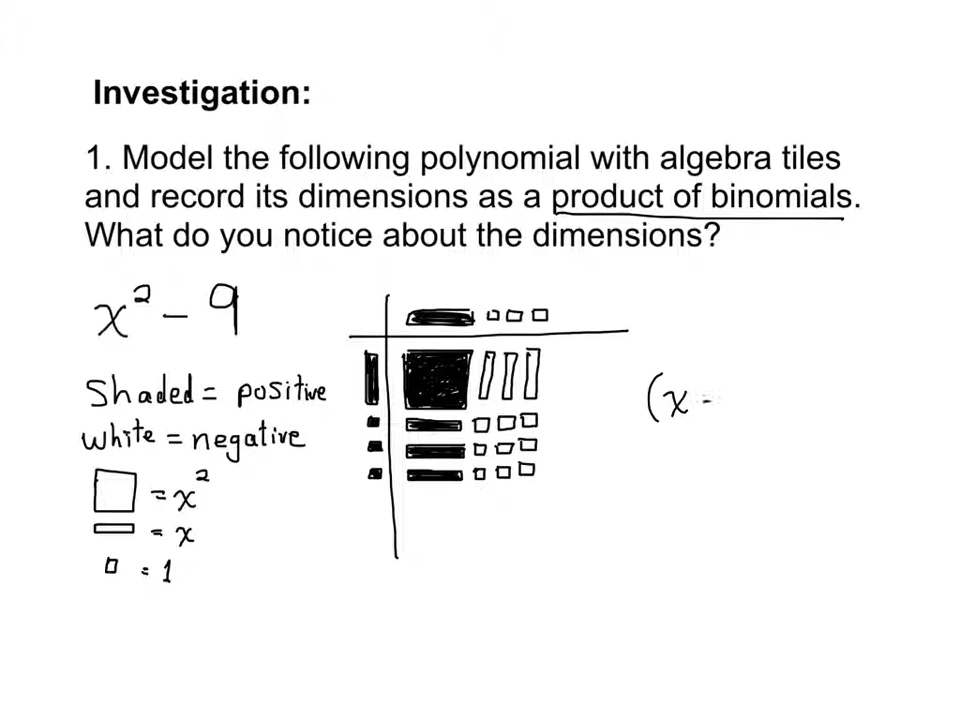 Investigation:
1. Model the following polynomial with algebra tiles
and record its dimensions as a product of binomials.
What do you notice about the dimensions?
x² - 9
Shaded = positive
white = negative
= x²
= x
= 1
(x -